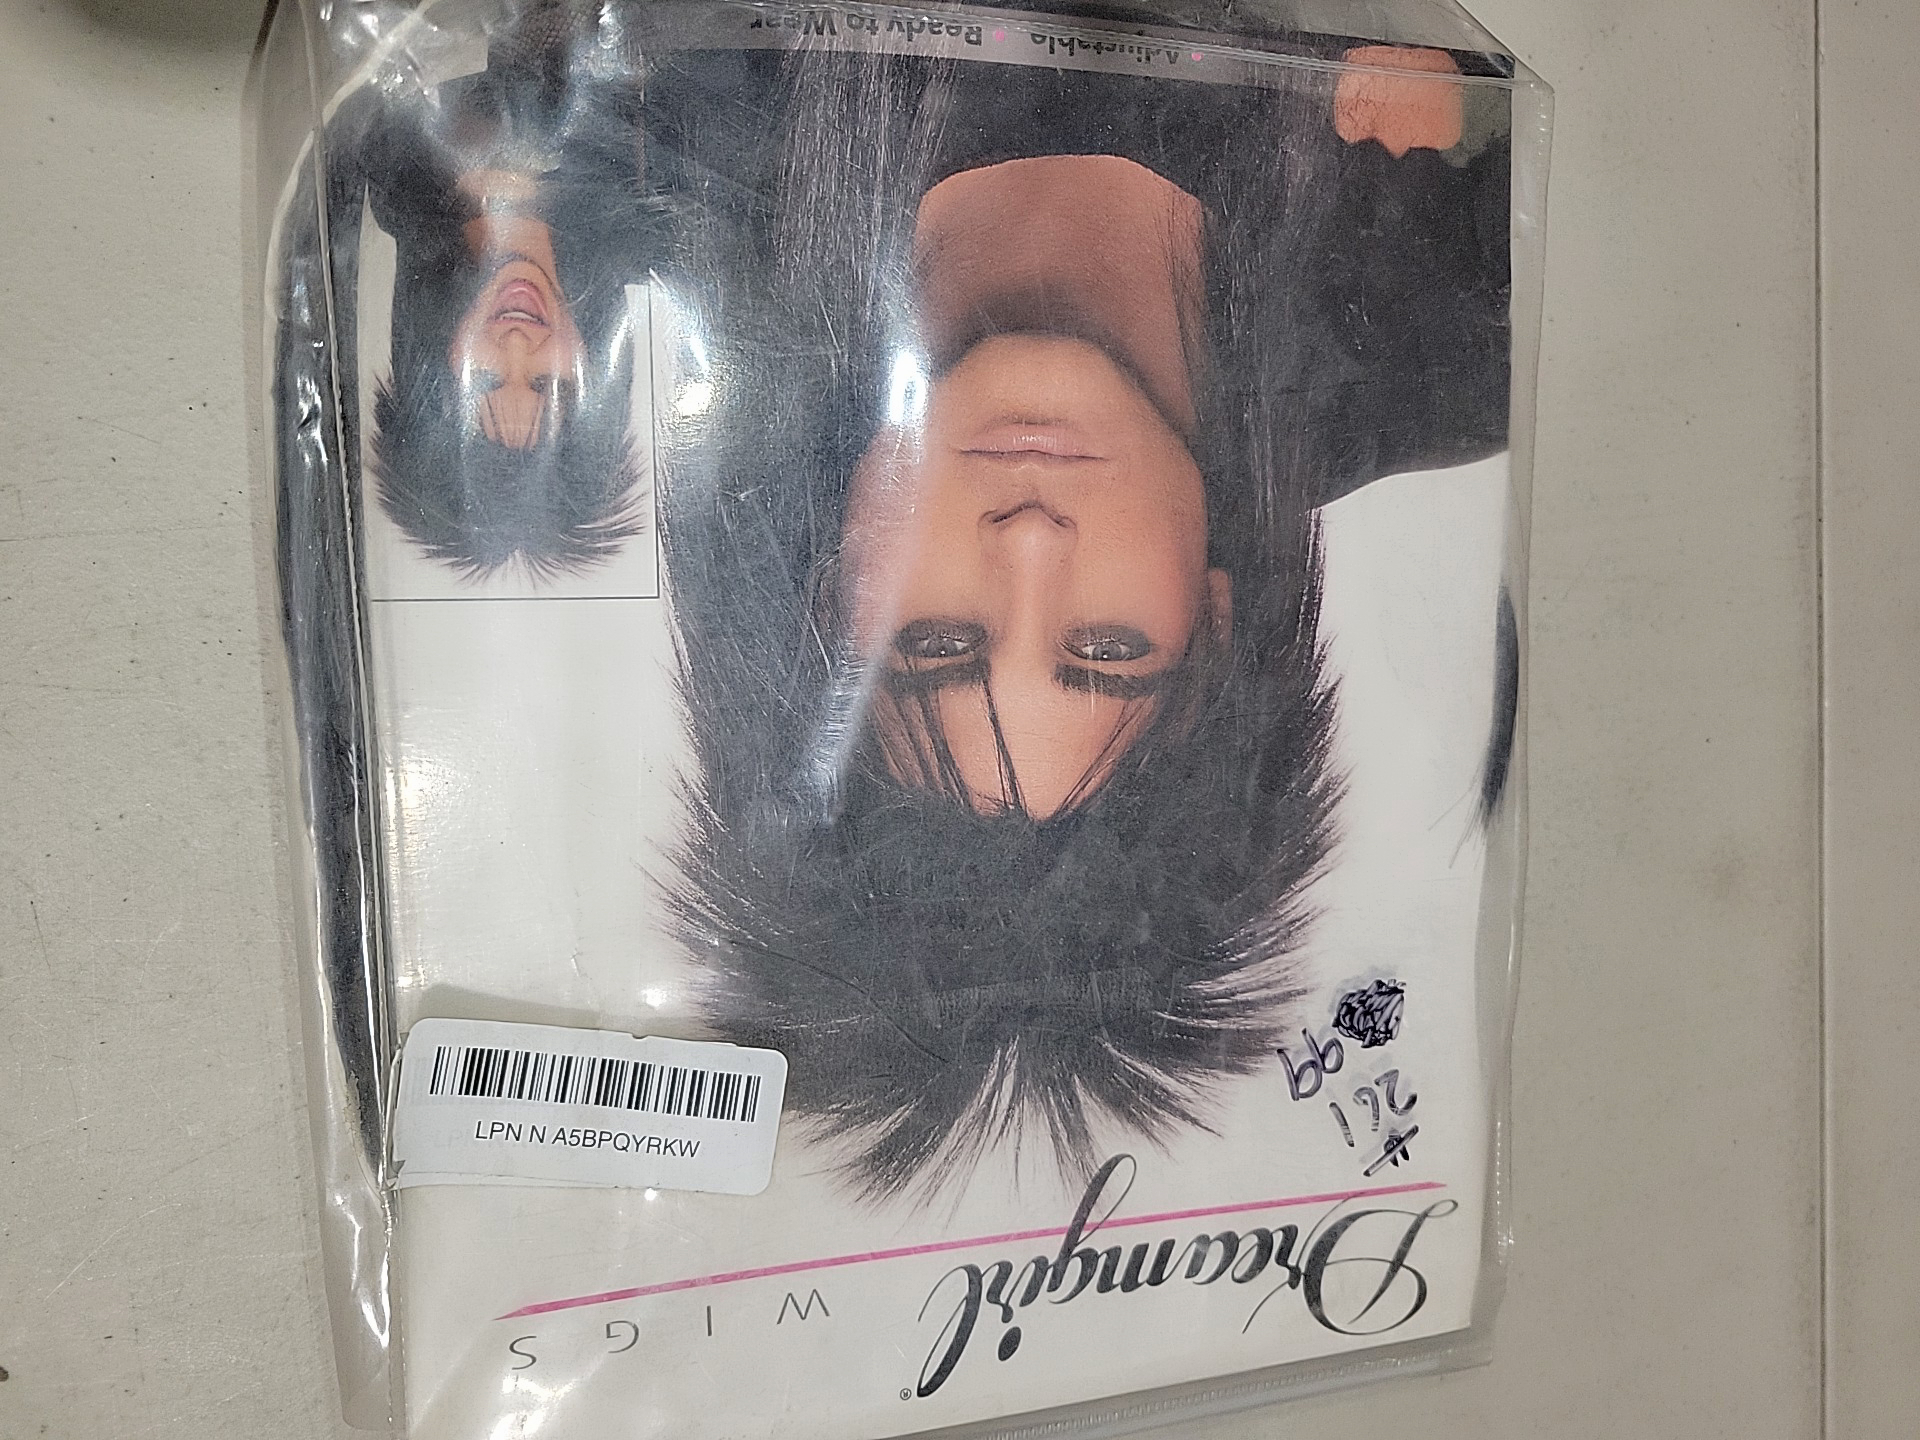 Dreamgirl®
WIGS
# 261
99
• Adjustable • Ready to Wear
LPN N A5BPQYRKW